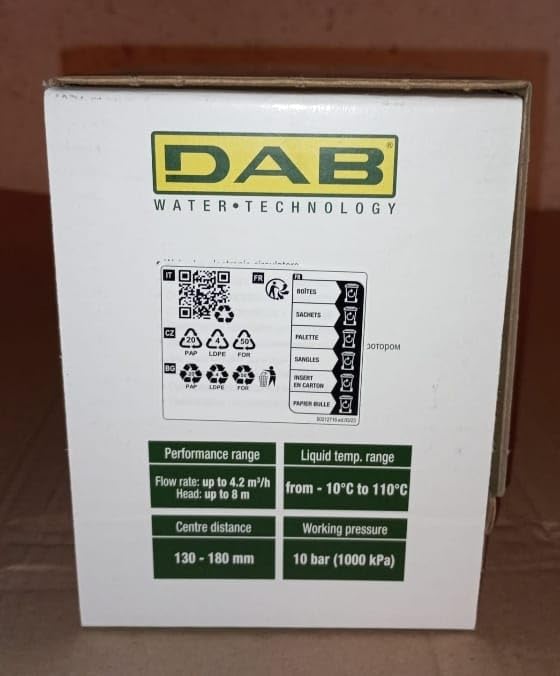 DAB®
WATER•TECHNOLOGY
IT
FR
FR
BOÎTES
SACHETS
CZ
20 4 50
PALETTE
PAP LDPE FOR
ЗОТОРОМ
SANGLES
BG
PAP LDPE FOR
INSERT
EN CARTON
PAPIER BULLE
Performance range
Flow rate: up to 4.2 m³/h
Head: up to 8 m
Liquid temp. range
from - 10°C to 110°C
Centre distance
130 - 180 mm
Working pressure
10 bar (1000 kPa)